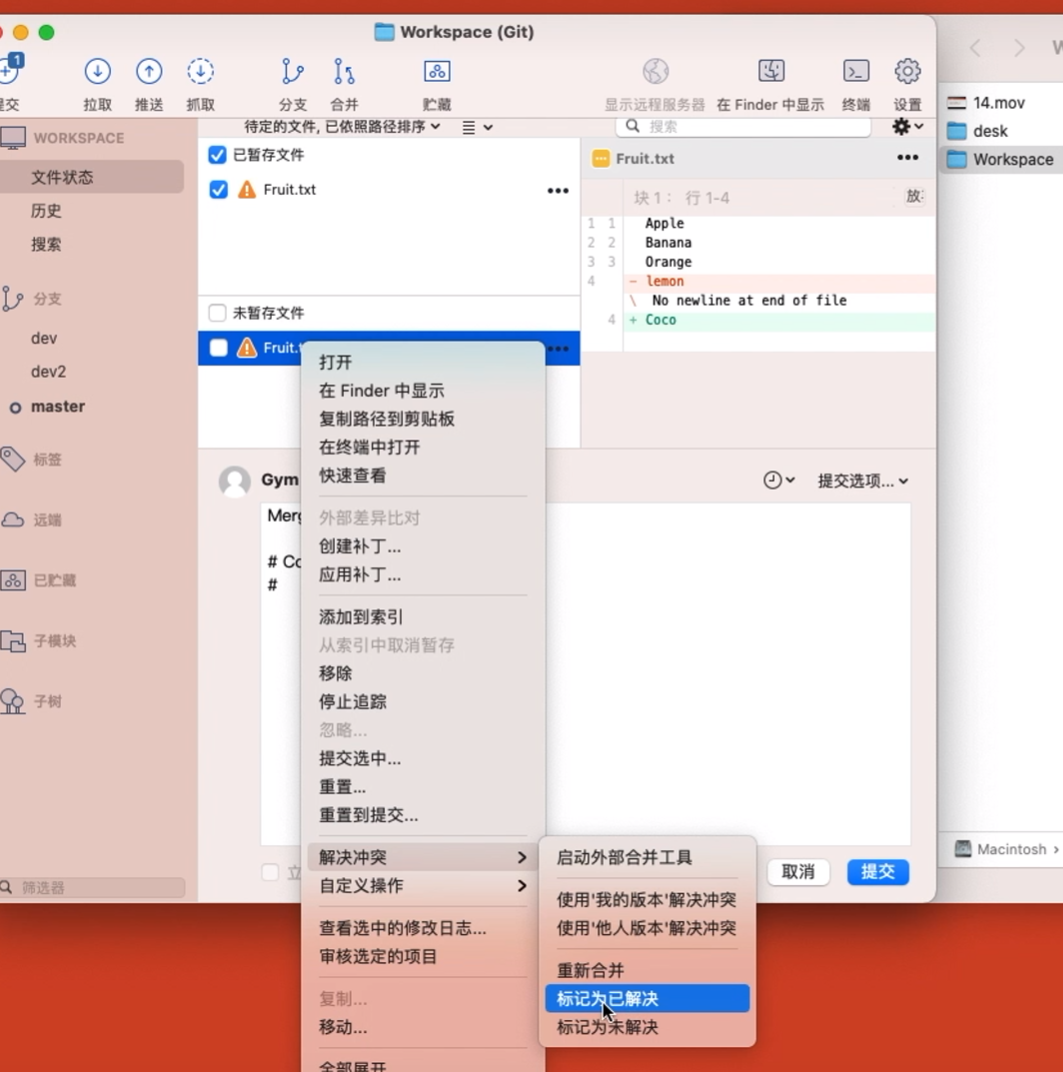 Workspace (Git)
1
提交
拉取
推送
抓取
分支
合并
贮藏
显示远程服务器
在 Finder 中显示
终端
设置
WORKSPACE
文件状态
历史
搜索
分支
dev
dev2
master
标签
远端
已贮藏
子模块
子树
筛选器
待定的文件, 已依照路径排序
搜索
已暂存文件
Fruit.txt
未暂存文件
Fruit.t
Fruit.txt
块 1： 行 1-4
放
1 1 Apple
2 2 Banana
3 3 Orange
4 - lemon
\ No newline at end of file
4 + Coco
Gym
提交选项...
Merg
# Co
#
立
取消
提交
打开
在 Finder 中显示
复制路径到剪贴板
在终端中打开
快速查看
外部差异比对
创建补丁...
应用补丁...
添加到索引
从索引中取消暂存
移除
停止追踪
忽略...
提交选中...
重置...
重置到提交...
解决冲突
自定义操作
查看选中的修改日志...
审核选定的项目
复制...
移动...
全部展开
启动外部合并工具
使用'我的版本'解决冲突
使用'他人版本'解决冲突
重新合并
标记为已解决
标记为未解决
W
14.mov
desk
Workspace
Macintosh ›